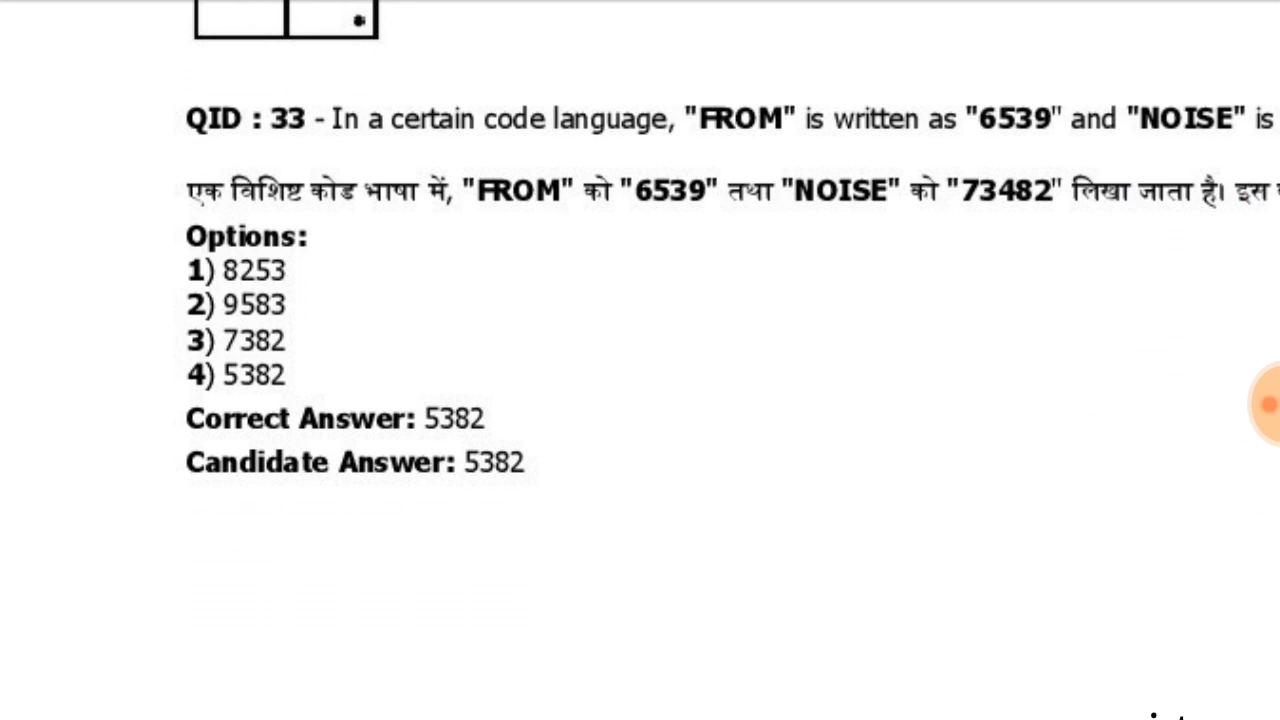 QID : 33 - In a certain code language, "FROM" is written as "6539" and "NOISE" is
एक विशिष्ट कोड भाषा में, "FROM" को "6539" तथा "NOISE" को "73482" लिखा जाता है। इस
Options:
1) 8253
2) 9583
3) 7382
4) 5382
Correct Answer: 5382
Candidate Answer: 5382